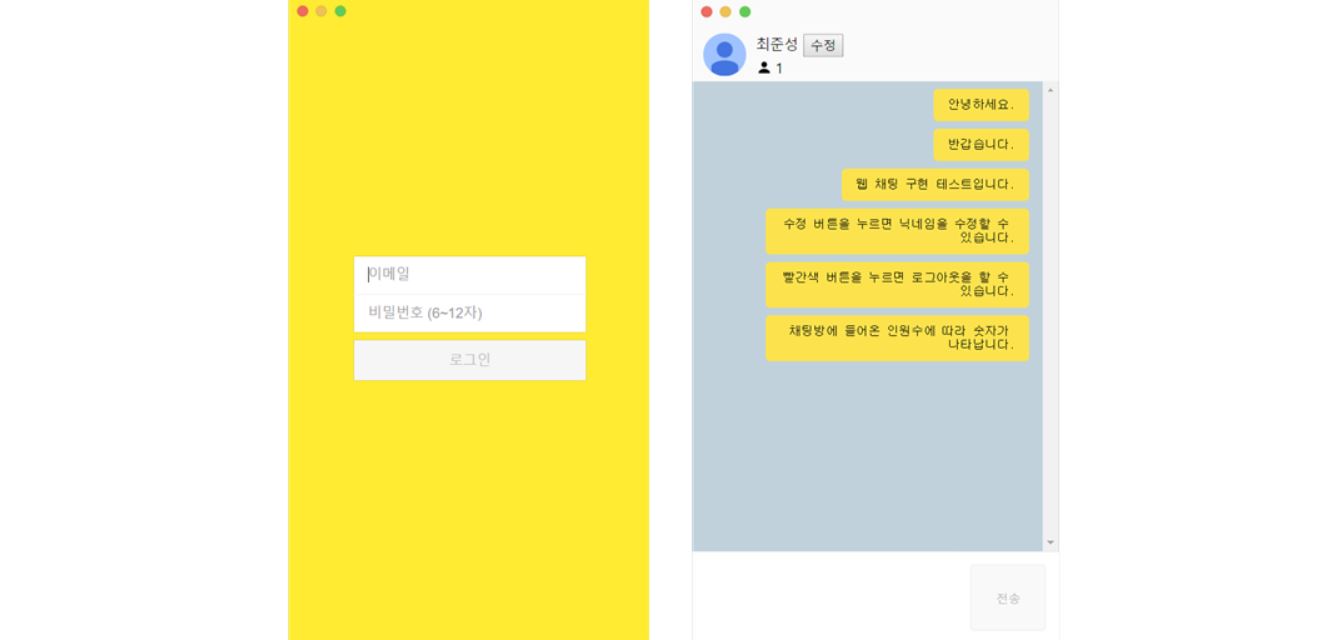 이메일
비밀번호 (6~12자)
로그인
최준성 수정
1
안녕하세요.
반갑습니다.
웹 채팅 구현 테스트입니다.
수정 버튼을 누르면 닉네임을 수정할 수
있습니다.
빨간색 버튼을 누르면 로그아웃을 할 수
있습니다.
채팅방에 들어온 인원수에 따라 숫자가
나타납니다.
전송